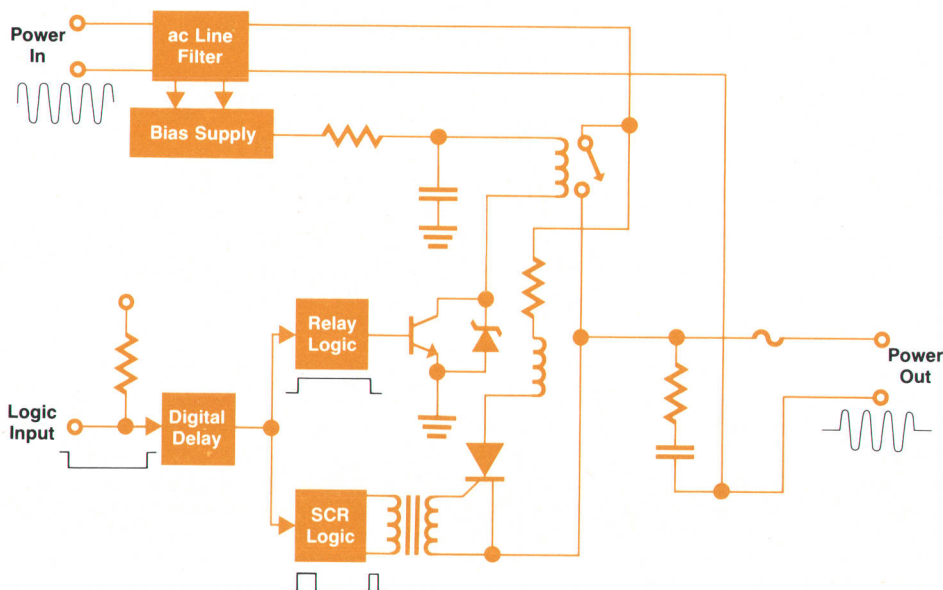 Power
In
ac Line
Filter
Bias Supply
Relay
Logic
Logic
Input
Digital
Delay
SCR
Logic
Power
Out